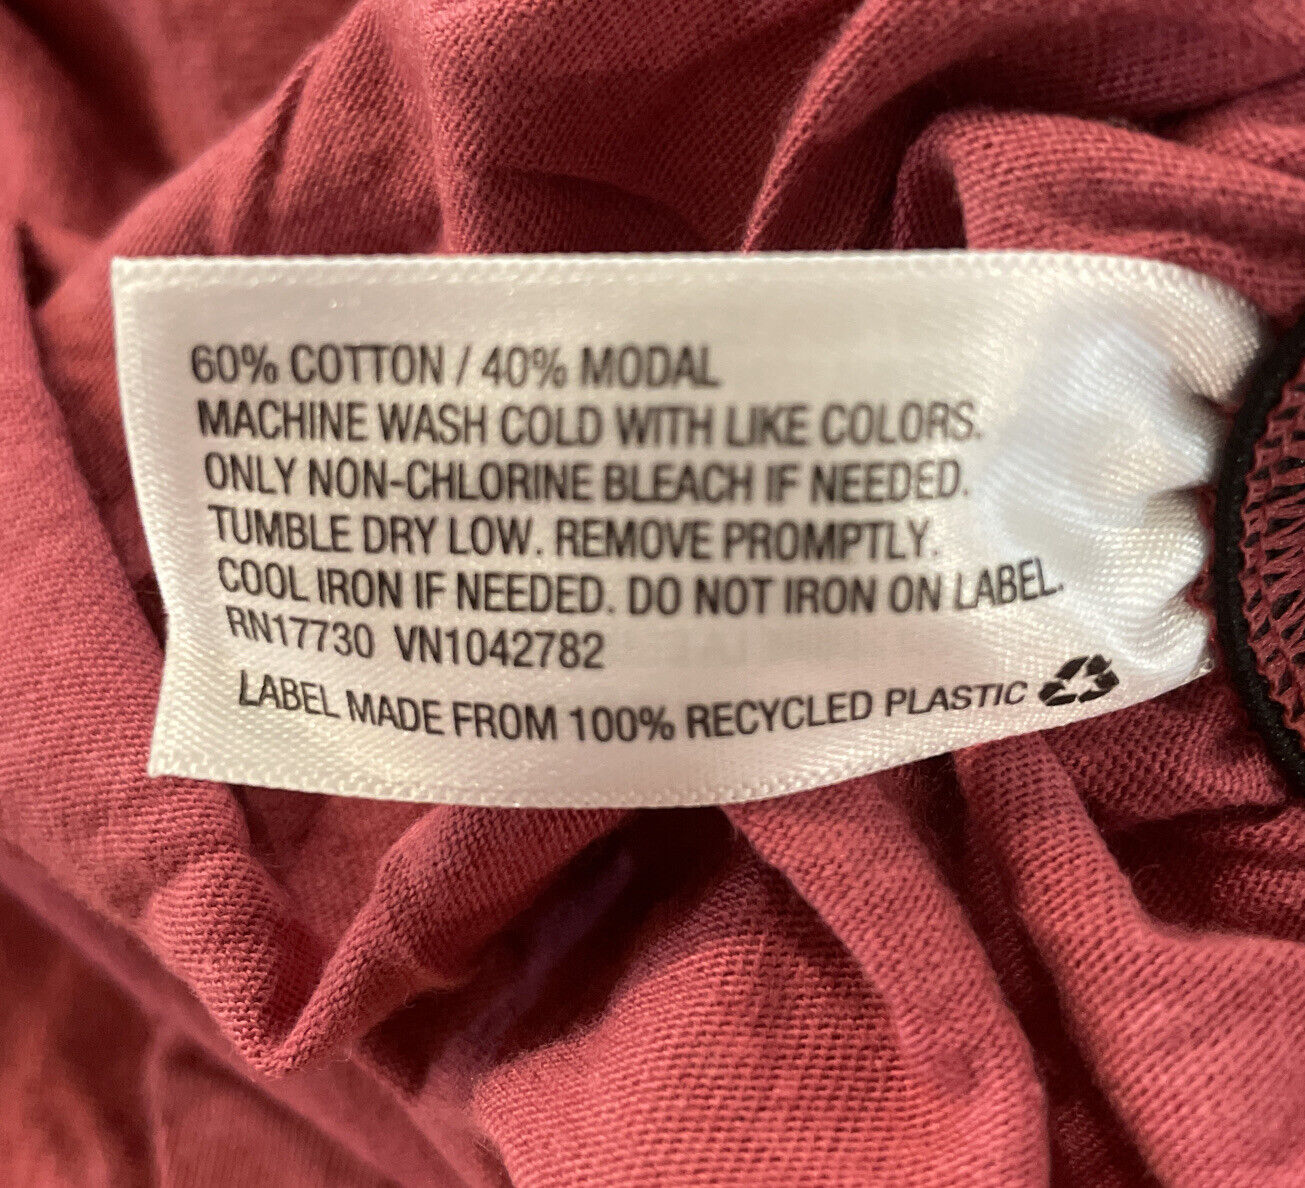 60% COTTON / 40% MODAL
MACHINE WASH COLD WITH LIKE COLORS.
ONLY NON-CHLORINE BLEACH IF NEEDED.
TUMBLE DRY LOW. REMOVE PROMPTLY.
COOL IRON IF NEEDED. DO NOT IRON ON LABEL.
RN17730 VN1042782
LABEL MADE FROM 100% RECYCLED PLASTIC